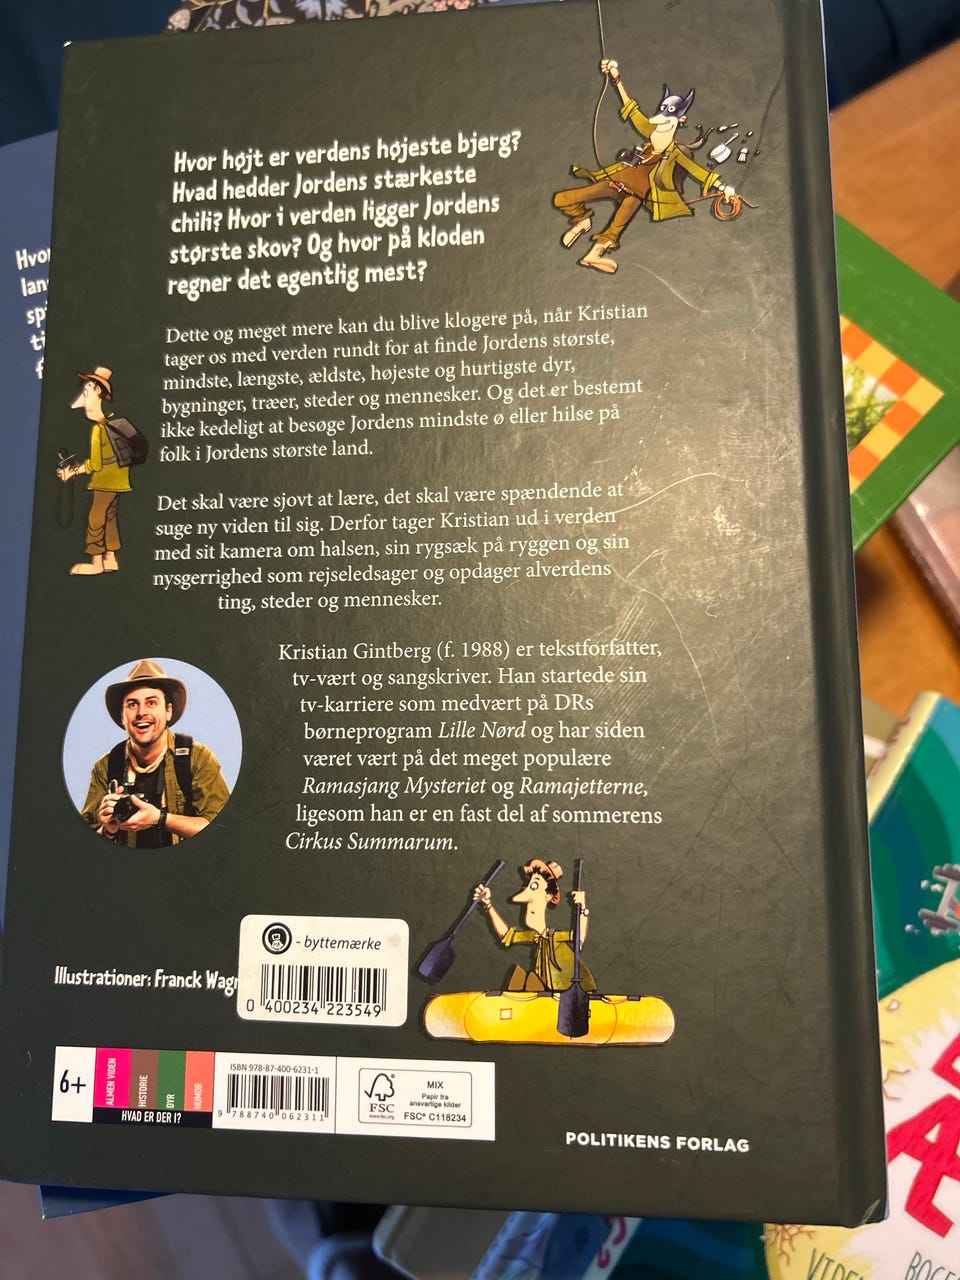 Hvor højt er verdens højeste bjerg?
Hvad hedder Jordens stærkeste
chili? Hvor i verden ligger Jordens
største skov? Og hvor på kloden
regner det egentlig mest?
Dette og meget mere kan du blive klogere på, når Kristian
tager os med verden rundt for at finde Jordens største,
mindste, længste, ældste, højeste og hurtigste dyr,
bygninger, træer, steder og mennesker. Og det er bestemt
ikke kedeligt at besøge Jordens mindste ø eller hilse på
folk i Jordens største land.
Det skal være sjovt at lære, det skal være spændende at
suge ny viden til sig. Derfor tager Kristian ud i verden
med sit kamera om halsen, sin rygsæk på ryggen og sin
nysgerrighed som rejseledsager og opdager alverdens
ting, steder og mennesker.
Kristian Gintberg (f. 1988) er tekstforfatter,
tv-vært og sangskriver. Han startede sin
tv-karriere som medvært på DRs
børneprogram Lille Nørd og har siden
været vært på det meget populære
Ramasjang Mysteriet og Ramajetterne,
ligesom han er en fast del af sommerens
Cirkus Summarum.
- byttemærke
0 400234 223549
Illustrationer: Franck Wagn
6+
ALMEN VIDEN
HISTORIE
DYR
HUMOR
HVAD ER DER I?
ISBN 978-87-400-6231-1
9 788740 062311
FSC
www.fsc.org
MIX
Papir fra
ansvarlige kilder
FSC® C118234
POLITIKENS FORLAG